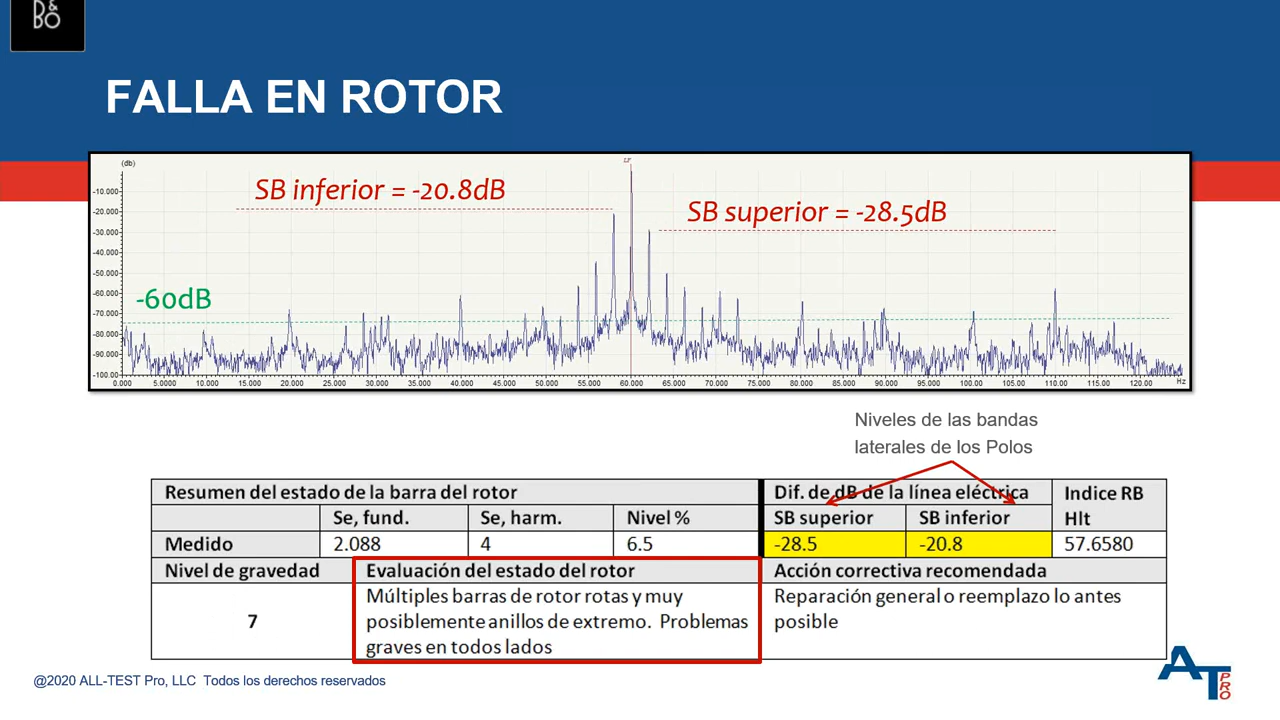 D&
BO
FALLA EN ROTOR
(db)
LF
SB inferior = -20.8dB
SB superior = -28.5dB
-60dB
-10.000
-20.000
-30.000
-40.000
-50.000
-60.000
-70.000
-80.000
-90.000
-100.00
0.000 5.0000 10.000 15.000 20.000 25.000 30.000 35.000 40.000 45.000 50.000 55.000 60.000 65.000 70.000 75.000 80.000 85.000 90.000 95.000 100.00 105.00 110.00 115.00 120.00 Hz
Niveles de las bandas
laterales de los Polos
Resumen del estado de la barra del rotor Dif. de dB de la línea eléctrica Indice RB
Se, fund. Se, harm. Nivel % SB superior SB inferior Hlt
Medido 2.088 4 6.5 -28.5 -20.8 57.6580
Nivel de gravedad Evaluación del estado del rotor Acción correctiva recomendada
7 Múltiples barras de rotor rotas y muy Reparación general o reemplazo lo antes
posiblemente anillos de extremo. Problemas posible
graves en todos lados
@2020 ALL-TEST Pro, LLC Todos los derechos reservados
AT PRO